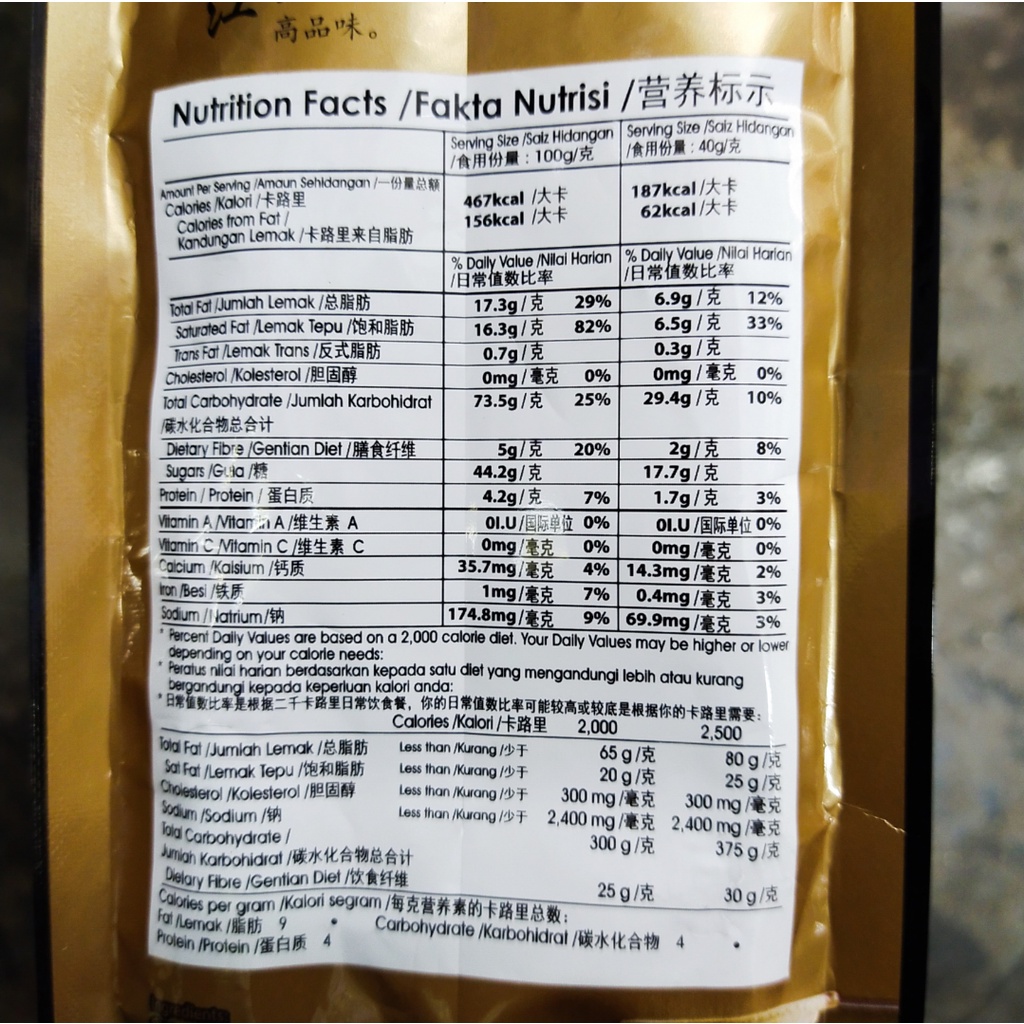 高品味。
Nutrition Facts /Fakta Nutrisi /营养标示
Serving Size /Saiz Hidangan /食用份量 : 100g/克
Serving Size /Saiz Hidangan /食用份量 : 40g/克
Amount Per Serving /Amaun Sehidangan /一份量总额
Calories /Kalori /卡路里 467kcal /大卡 187kcal /大卡
Calories from Fat / 156kcal /大卡 62kcal /大卡
Kandungan Lemak /卡路里来自脂肪
% Daily Value /Nilai Harian /日常值数比率
% Daily Value /Nilai Harian /日常值数比率
Total Fat /Jumlah Lemak /总脂肪 17.3g/克 29% 6.9g/克 12%
Saturated Fat /Lemak Tepu /饱和脂肪 16.3g/克 82% 6.5g/克 33%
Trans Fat /Lemak Trans /反式脂肪 0.7g/克 0.3g/克
Cholesterol /Kolesterol /胆固醇 0mg/毫克 0% 0mg/毫克 0%
Total Carbohydrate /Jumlah Karbohidrat 73.5g/克 25% 29.4g/克 10%
/碳水化合物总合计
Dietary Fibre /Gentian Diet /膳食纤维 5g/克 20% 2g/克 8%
Sugars /Gula /糖 44.2g/克 17.7g/克
Protein / Protein / 蛋白质 4.2g/克 7% 1.7g/克 3%
Vitamin A /Vitamin A /维生素 A 0I.U/国际单位 0% 0I.U/国际单位 0%
Vitamin C /Vitamin C /维生素 C 0mg/毫克 0% 0mg/毫克 0%
Calcium /Kalsium /钙质 35.7mg/毫克 4% 14.3mg/毫克 2%
Iron /Besi /铁质 1mg/毫克 7% 0.4mg/毫克 3%
Sodium /Natrium/钠 174.8mg/毫克 9% 69.9mg/毫克 3%
* Percent Daily Values are based on a 2,000 calorie diet. Your Daily Values may be higher or lower
depending on your calorie needs:
* Peratus nilai harian berdasarkan kepada satu diet yang mengandungi lebih atau kurang
bergandungi kepada keperluan kalori anda:
* 日常值数比率是根据二千卡路里日常饮食餐，你的日常值数比率可能较高或较底是根据你的卡路里需要:
Calories /Kalori /卡路里 2,000 2,500
Total Fat /Jumlah Lemak /总脂肪 Less than /Kurang /少于 65 g /克 80 g /克
Sat Fat /Lemak Tepu /饱和脂肪 Less than /Kurang /少于 20 g /克 25 g /克
Cholesterol /Kolesterol /胆固醇 Less than /Kurang /少于 300 mg /毫克 300 mg /毫克
Sodium /Sodium /钠 Less than /Kurang /少于 2,400 mg /毫克 2,400 mg /毫克
Total Carbohydrate / 300 g /克 375 g /克
Jumlah Karbohidrat /碳水化合物总合计
Dietary Fibre /Gentian Diet /饮食纤维 25 g /克 30 g /克
Calories per gram /Kalori segram /每克营养素的卡路里总数:
Fat /Lemak /脂肪 9 • Carbohydrate /Karbohidrat /碳水化合物 4 •
Protein /Protein /蛋白质 4
Ingredients